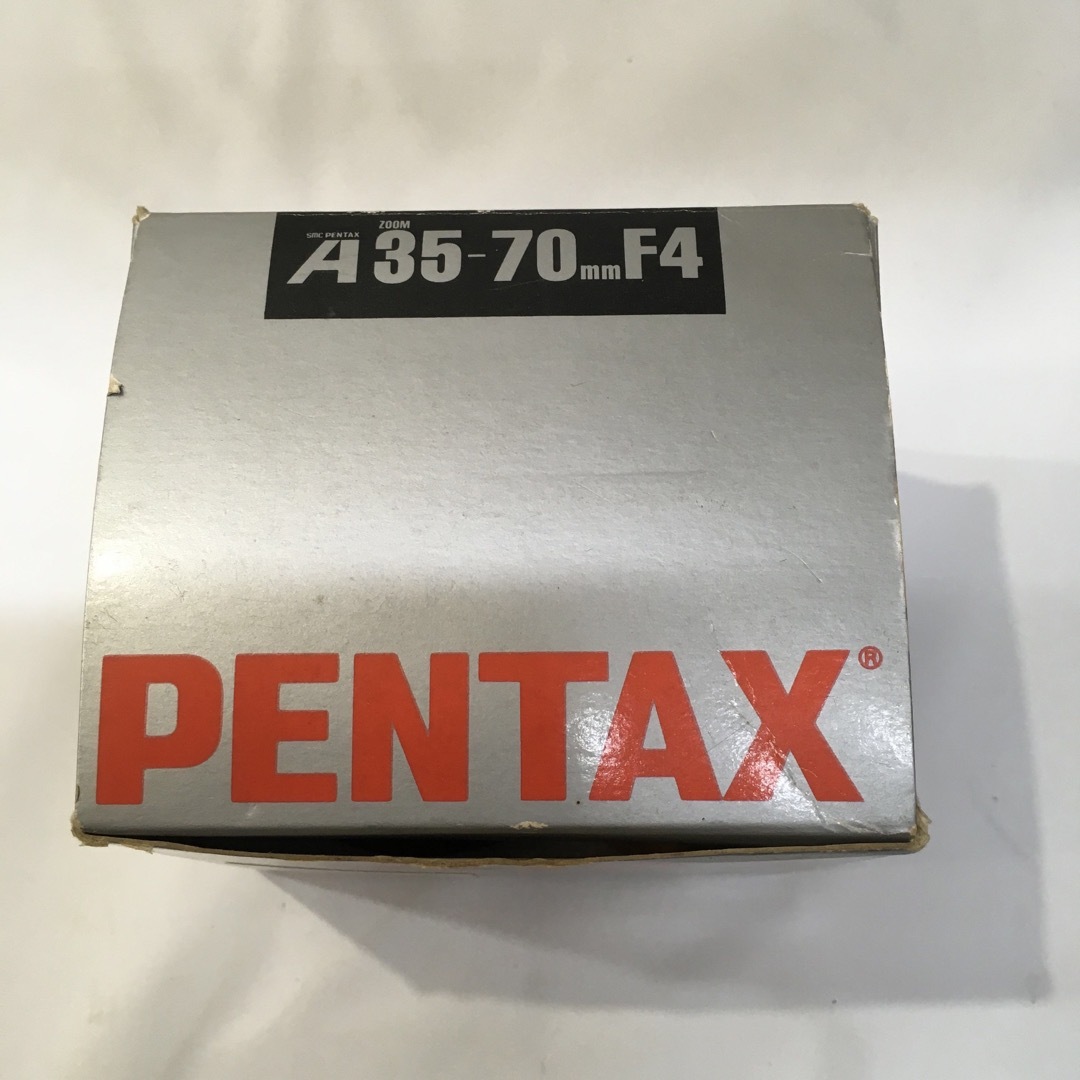 ZOOM
SMC PENTAX
A 35-70mm F4
PENTAX®